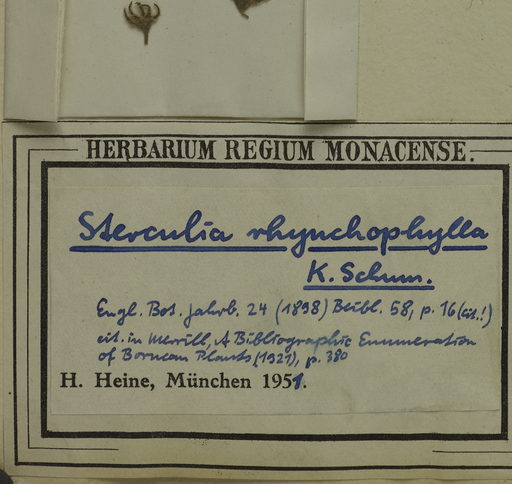 HERBARIUM REGIUM MONACENSE.
Sterculia rhynchophylla
K. Schum.
Engl. Bot. Jahrb. 24 (1898) Beibl. 58, p. 16 (cit.!)
cit. in Merrill, A Bibliographic Enumeration
of Bornean Plants, (1921), p. 380
H. Heine, München 1951.